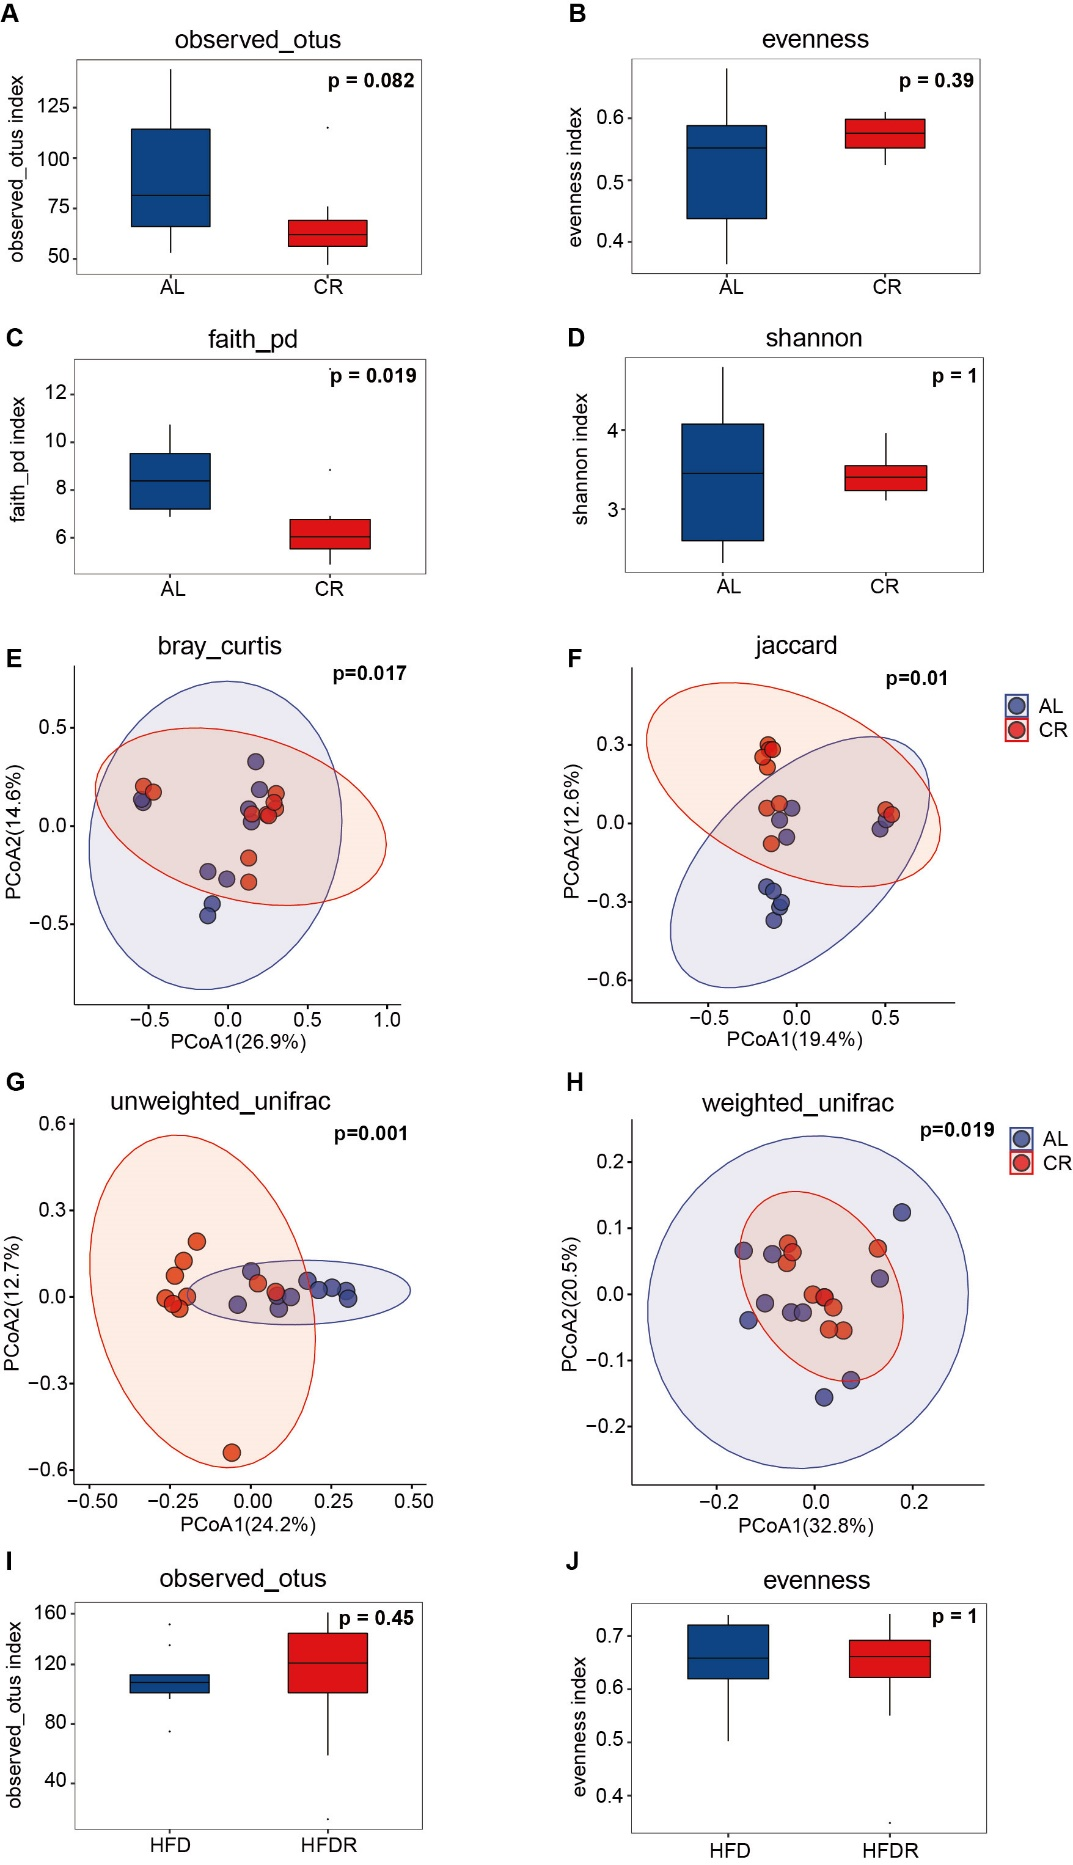 A
observed_otus
p = 0.082
observed_otus index
125
100
75
50
AL
CR
B
evenness
p = 0.39
evenness index
0.6
0.5
0.4
AL
CR
C
faith_pd
p = 0.019
faith_pd index
12
10
8
6
AL
CR
D
shannon
p = 1
shannon index
4
3
AL
CR
E
bray_curtis
p=0.017
PCoA2(14.6%)
0.5
0.0
−0.5
−0.5
0.0
0.5
1.0
PCoA1(26.9%)
F
jaccard
p=0.01
PCoA2(12.6%)
0.3
0.0
−0.3
−0.6
−0.5
0.0
0.5
PCoA1(19.4%)
AL
CR
G
unweighted_unifrac
p=0.001
PCoA2(12.7%)
0.6
0.3
0.0
−0.3
−0.6
−0.50
−0.25
0.00
0.25
0.50
PCoA1(24.2%)
H
weighted_unifrac
p=0.019
PCoA2(20.5%)
0.2
0.1
0.0
−0.1
−0.2
−0.2
0.0
0.2
PCoA1(32.8%)
AL
CR
I
observed_otus
p = 0.45
observed_otus index
160
120
80
40
HFD
HFDR
J
evenness
p = 1
evenness index
0.7
0.6
0.5
0.4
HFD
HFDR